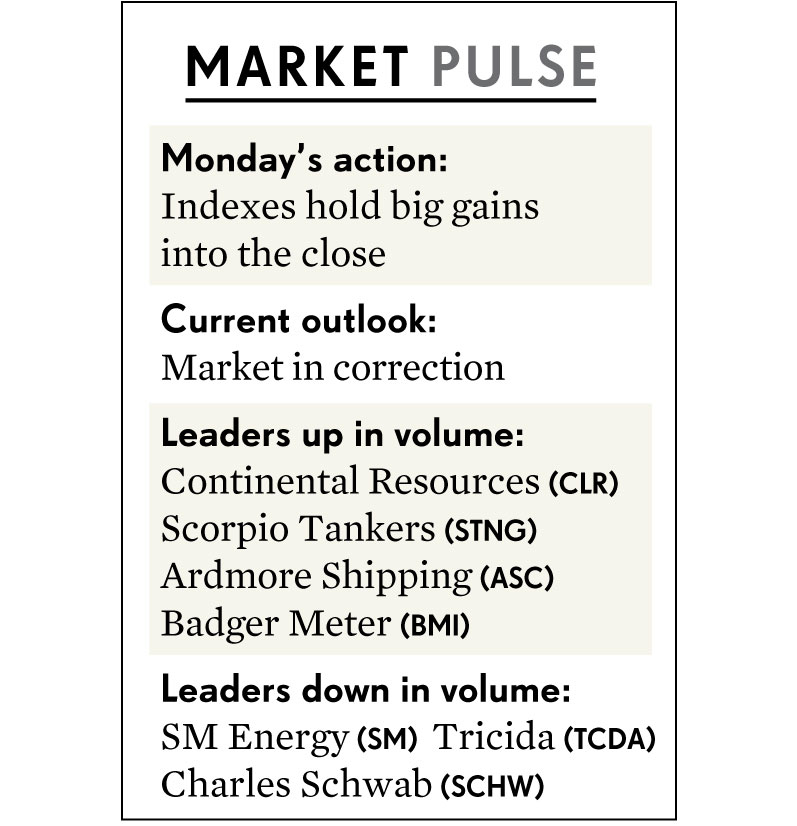 MARKET PULSE
Monday’s action:
Indexes hold big gains
into the close
Current outlook:
Market in correction
Leaders up in volume:
Continental Resources (CLR)
Scorpio Tankers (STNG)
Ardmore Shipping (ASC)
Badger Meter (BMI)
Leaders down in volume:
SM Energy (SM) Tricida (TCDA)
Charles Schwab (SCHW)